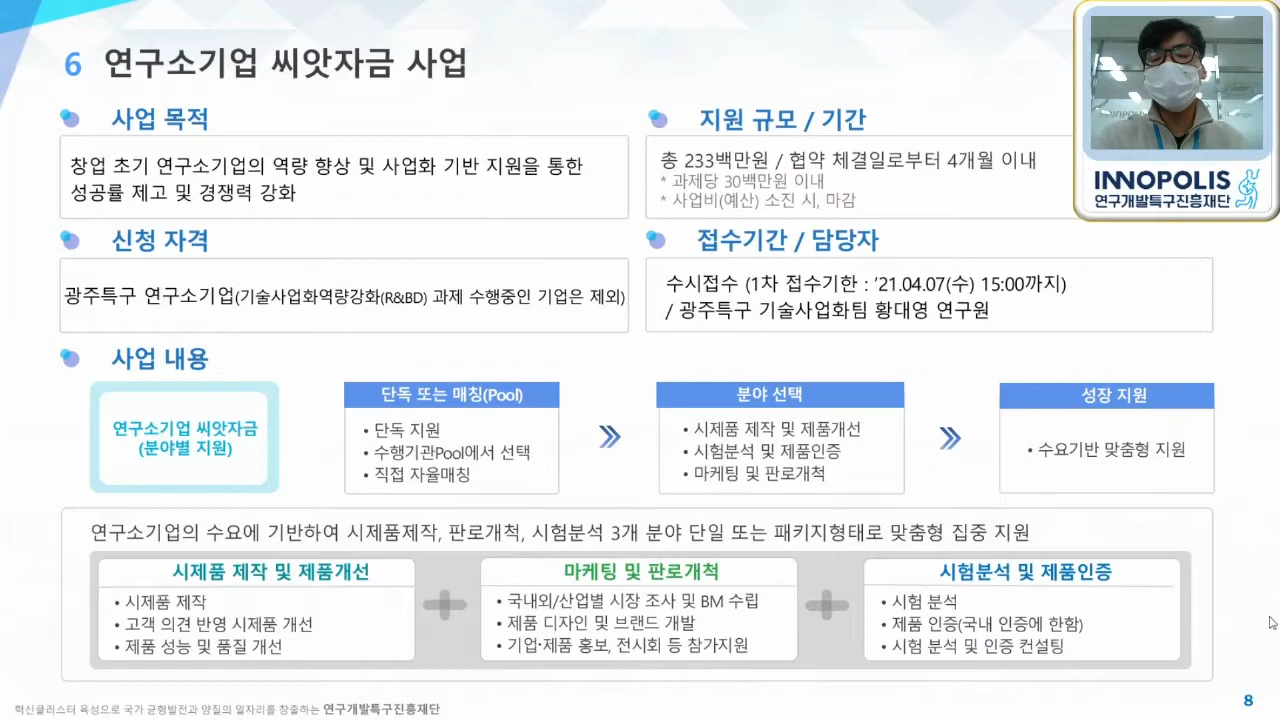 6 연구소기업 씨앗자금 사업
사업 목적
창업 초기 연구소기업의 역량 향상 및 사업화 기반 지원을 통한
성공률 제고 및 경쟁력 강화
지원 규모 / 기간
총 233백만원 / 협약 체결일로부터 4개월 이내
* 과제당 30백만원 이내
* 사업비(예산) 소진 시, 마감
INNOPOLIS
연구개발특구진흥재단
신청 자격
광주특구 연구소기업(기술사업화역량강화(R&BD) 과제 수행중인 기업은 제외)
접수기간 / 담당자
수시접수 (1차 접수기한 : ’21.04.07(수) 15:00까지)
/ 광주특구 기술사업화팀 황대영 연구원
사업 내용
연구소기업 씨앗자금
(분야별 지원)
단독 또는 매칭(Pool)
• 단독 지원
• 수행기관Pool에서 선택
• 직접 자율매칭
분야 선택
• 시제품 제작 및 제품개선
• 시험분석 및 제품인증
• 마케팅 및 판로개척
성장 지원
• 수요기반 맞춤형 지원
연구소기업의 수요에 기반하여 시제품제작, 판로개척, 시험분석 3개 분야 단일 또는 패키지형태로 맞춤형 집중 지원
시제품 제작 및 제품개선
• 시제품 제작
• 고객 의견 반영 시제품 개선
• 제품 성능 및 품질 개선
마케팅 및 판로개척
• 국내외/산업별 시장 조사 및 BM 수립
• 제품 디자인 및 브랜드 개발
• 기업·제품 홍보, 전시회 등 참가지원
시험분석 및 제품인증
• 시험 분석
• 제품 인증(국내 인증에 한함)
• 시험 분석 및 인증 컨설팅
혁신클러스터 육성으로 국가 균형발전과 양질의 일자리를 창출하는 연구개발특구진흥재단
8